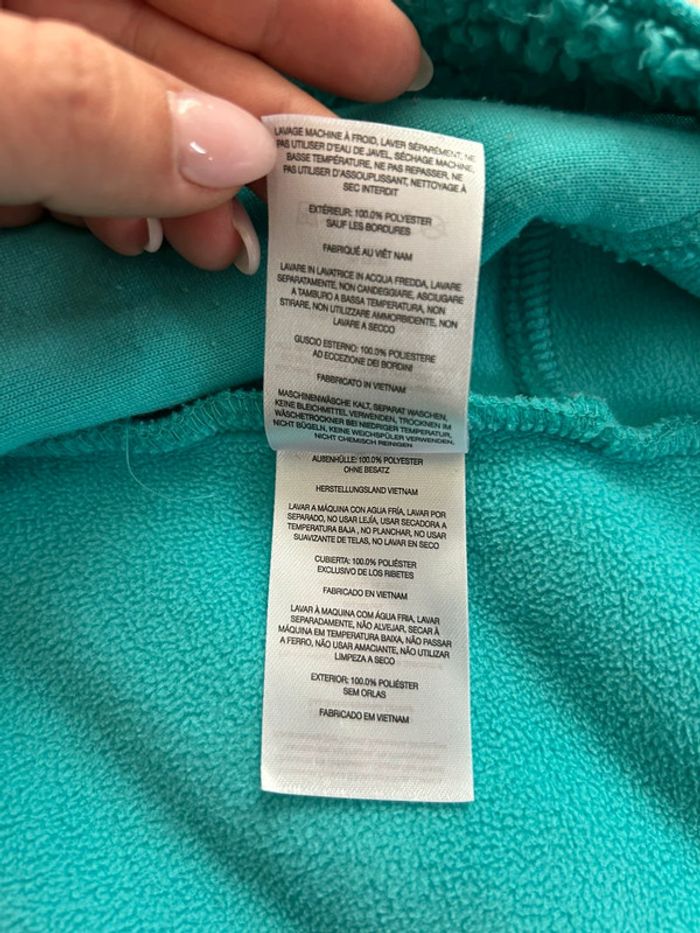 LAVAGE MACHINE À FROID, LAVER SÉPARÉMENT, NE
PAS UTILISER D'EAU DE JAVEL, SÉCHAGE MACHINE,
BASSE TEMPÉRATURE, NE PAS REPASSER, NE
PAS UTILISER D'ASSOUPLISSANT, NETTOYAGE À
SEC INTERDIT
EXTÉRIEUR: 100.0% POLYESTER
SAUF LES BORDURES
FABRIQUÉ AU VIÊT NAM
LAVARE IN LAVATRICE IN ACQUA FREDDA, LAVARE
SEPARATAMENTE, NON CANDEGGIARE, ASCIUGARE
A TAMBURO A BASSA TEMPERATURA, NON
STIRARE, NON UTILIZZARE AMMORBIDENTE, NON
LAVARE A SECCO
GUSCIO ESTERNO: 100.0% POLIESTERE
AD ECCEZIONE DEI BORDINI
FABBRICATO IN VIETNAM
MASCHINENWÄSCHE KALT, SEPARAT WASCHEN,
KEINE BLEICHMITTEL VERWENDEN, TROCKNEN IM
WÄSCHETROCKNER BEI NIEDRIGER TEMPERATUR,
NICHT BÜGELN, KEINE WEICHSPÜLER VERWENDEN,
NICHT CHEMISCH REINIGEN
AUßENHÜLLE: 100.0% POLYESTER
OHNE BESATZ
HERSTELLUNGSLAND VIETNAM
LAVAR A MÁQUINA CON AGUA FRÍA, LAVAR POR
SEPARADO, NO USAR LEJÍA, USAR SECADORA A
TEMPERATURA BAJA , NO PLANCHAR, NO USAR
SUAVIZANTE DE TELAS, NO LAVAR EN SECO
CUBIERTA: 100.0% POLIÉSTER
EXCLUSIVO DE LOS RIBETES
FABRICADO EN VIETNAM
LAVAR À MAQUINA COM ÁGUA FRIA, LAVAR
SEPARADAMENTE, NÃO ALVEJAR, SECAR À
MÁQUINA EM TEMPERATURA BAIXA, NÃO PASSAR
A FERRO, NÃO USAR AMACIANTE, NÃO UTILIZAR
LIMPEZA A SECO
EXTERIOR: 100.0% POLIÉSTER
SEM ORLAS
FABRICADO EM VIETNAM